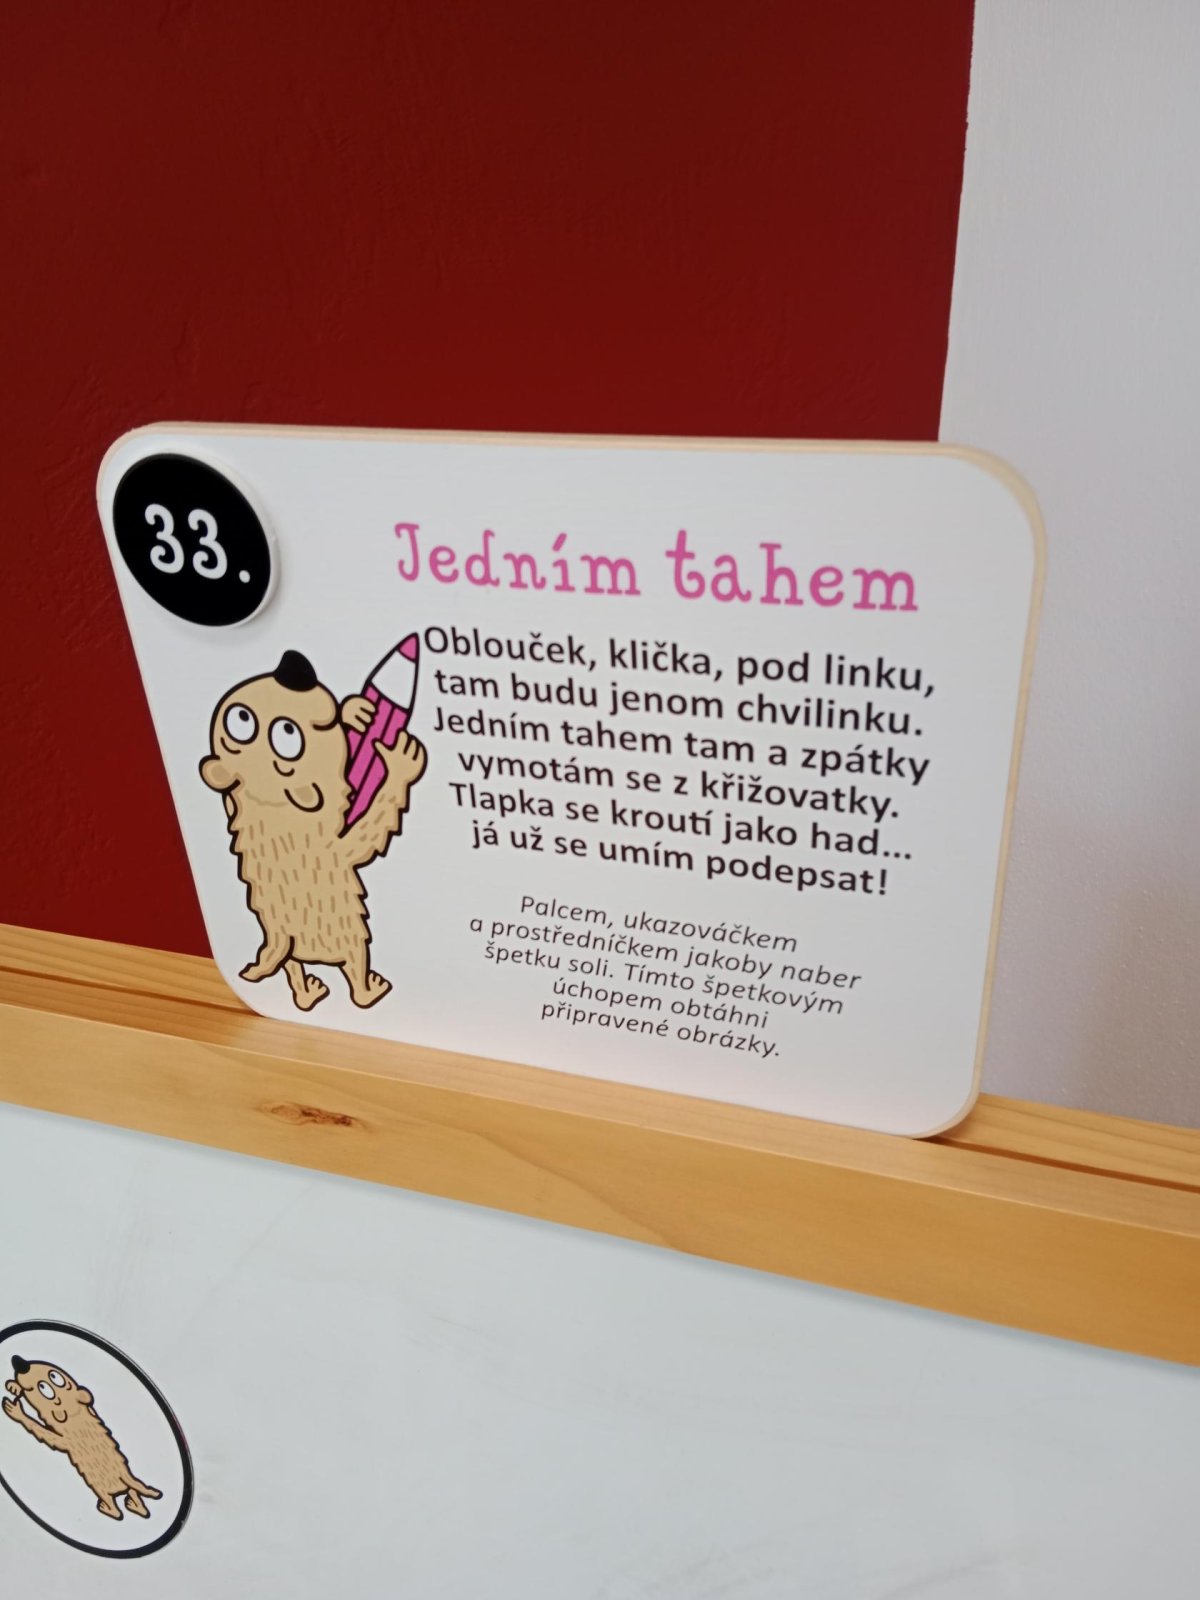 33.
Jedním tahem
Oblouček, klička, pod linku,
tam budu jenom chvilinku.
Jedním tahem tam a zpátky
vymotám se z křižovatky.
Tlapka se kroutí jako had...
já už se umím podepsat!
Palcem, ukazováčkem
a prostředníčkem jakoby naber
špetku soli. Tímto špetkovým
úchopem obtáhni
připravené obrázky.